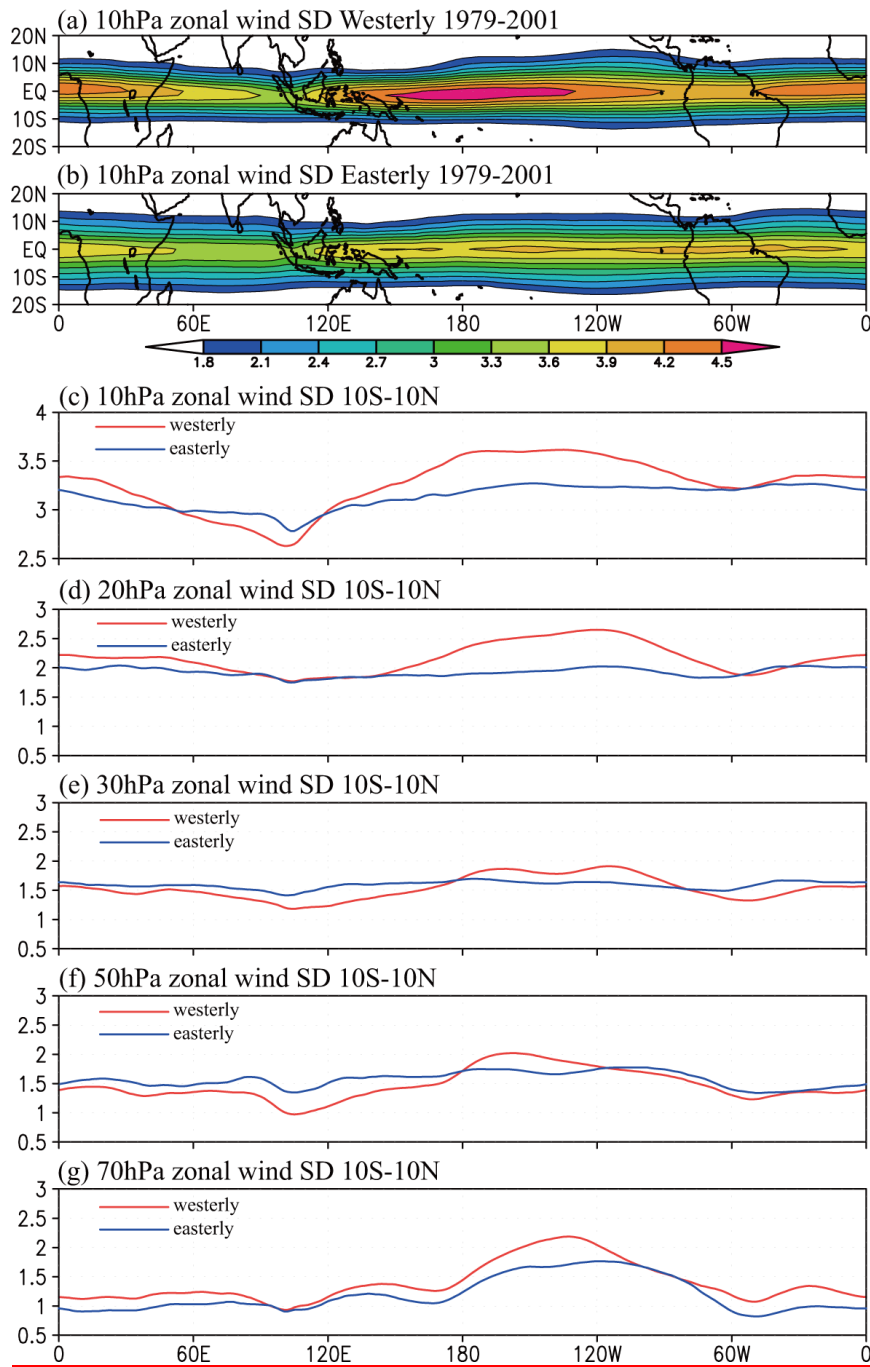 (a) 10hPa zonal wind SD Westerly 1979-2001
20N
10N
EQ
10S
20S
(b) 10hPa zonal wind SD Easterly 1979-2001
20N
10N
EQ
10S
20S
0 60E 120E 180 120W 60W 0
1.8 2.1 2.4 2.7 3 3.3 3.6 3.9 4.2 4.5
(c) 10hPa zonal wind SD 10S-10N
4
3.5
3
2.5
westerly
easterly
(d) 20hPa zonal wind SD 10S-10N
3
2.5
2
1.5
1
0.5
westerly
easterly
(e) 30hPa zonal wind SD 10S-10N
3
2.5
2
1.5
1
0.5
westerly
easterly
(f) 50hPa zonal wind SD 10S-10N
3
2.5
2
1.5
1
0.5
westerly
easterly
(g) 70hPa zonal wind SD 10S-10N
3
2.5
2
1.5
1
0.5
westerly
easterly
0 60E 120E 180 120W 60W 0